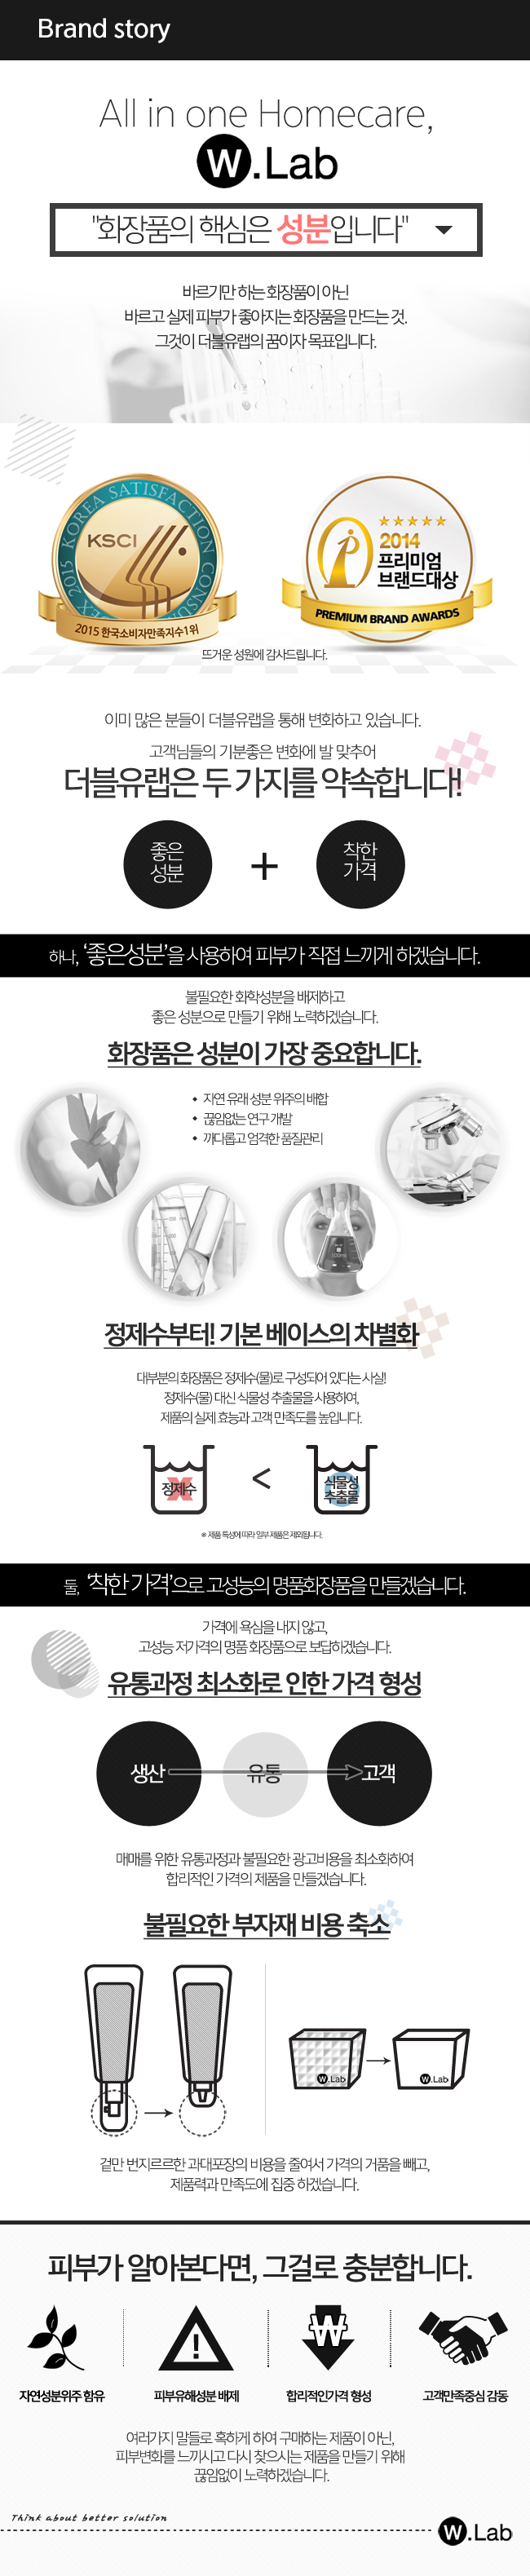 Brand story
All in one Homecare,
W.Lab
"화장품의 핵심은 성분입니다"
바르기만 하는 화장품이 아닌
바르고 실제 피부가 좋아지는 화장품을 만드는 것.
그것이 더블유랩의 꿈이자 목표입니다.
2015 KOREA SATISFACTION CONSUMER INDEX
KSCI
2015 한국소비자만족지수1위
2014
프리미엄
브랜드대상
PREMIUM BRAND AWARDS
뜨거운 성원에 감사드립니다.
이미 많은 분들이 더블유랩을 통해 변화하고 있습니다.
고객님들의 기분좋은 변화에 발 맞추어
더블유랩은 두 가지를 약속합니다!
좋은
성분
+
착한
가격
하나, '좋은성분'을 사용하여 피부가 직접 느끼게 하겠습니다.
불필요한 화학성분을 배제하고
좋은 성분으로 만들기 위해 노력하겠습니다.
화장품은 성분이 가장 중요합니다.
자연 유래 성분 위주의 배합
끊임없는 연구 개발
까다롭고 엄격한 품질관리
정제수부터! 기본 베이스의 차별화
대부분의 화장품은 정제수(물)로 구성되어 있다는 사실!
정제수(물) 대신 식물성 추출물을 사용하여,
제품의 실제 효능과 고객 만족도를 높입니다.
정제수
<
식물성
추출물
※ 제품 특성에 따라 일부 제품은 제외됩니다.
둘, '착한 가격'으로 고성능의 명품화장품을 만들겠습니다.
가격에 욕심을 내지 않고,
고성능 저가격의 명품 화장품으로 보답하겠습니다.
유통과정 최소화로 인한 가격 형성
생산
유통
고객
매매를 위한 유통과정과 불필요한 광고비용을 최소화하여
합리적인 가격의 제품을 만들겠습니다.
불필요한 부자재 비용 축소
W.Lab
W.Lab
겉만 번지르르한 과대포장의 비용을 줄여서 가격의 거품을 빼고,
제품력과 만족도에 집중 하겠습니다.
피부가 알아본다면, 그걸로 충분합니다.
자연성분위주 함유
피부유해성분 배제
합리적인가격 형성
고객만족중심 감동
여러가지 말들로 혹하게 하여 구매하는 제품이 아닌,
피부변화를 느끼시고 다시 찾으시는 제품을 만들기 위해
끊임없이 노력하겠습니다.
Think about better solution
W.Lab